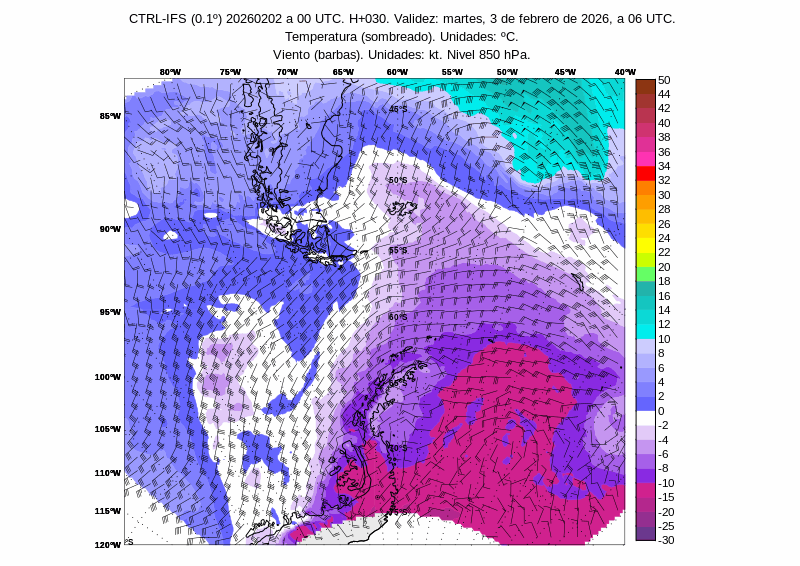 CTRL-IFS (0.1º) 20260202 a 00 UTC. H+030. Validez: martes, 3 de febrero de 2026, a 06 UTC.
Temperatura (sombreado). Unidades: ºC.
Viento (barbas). Unidades: kt. Nivel 850 hPa.
80°W 75°W 70°W 65°W 60°W 55°W 50°W 45°W 40°W
85°W
90°W
95°W
100°W
105°W
110°W
115°W
120°W
45°S
50°S
55°S
60°S
65°S
70°S
75°S
°S
50
44
42
40
38
36
34
32
30
28
26
24
22
20
18
16
14
12
10
8
6
4
2
0
-2
-4
-6
-8
-10
-15
-20
-25
-30